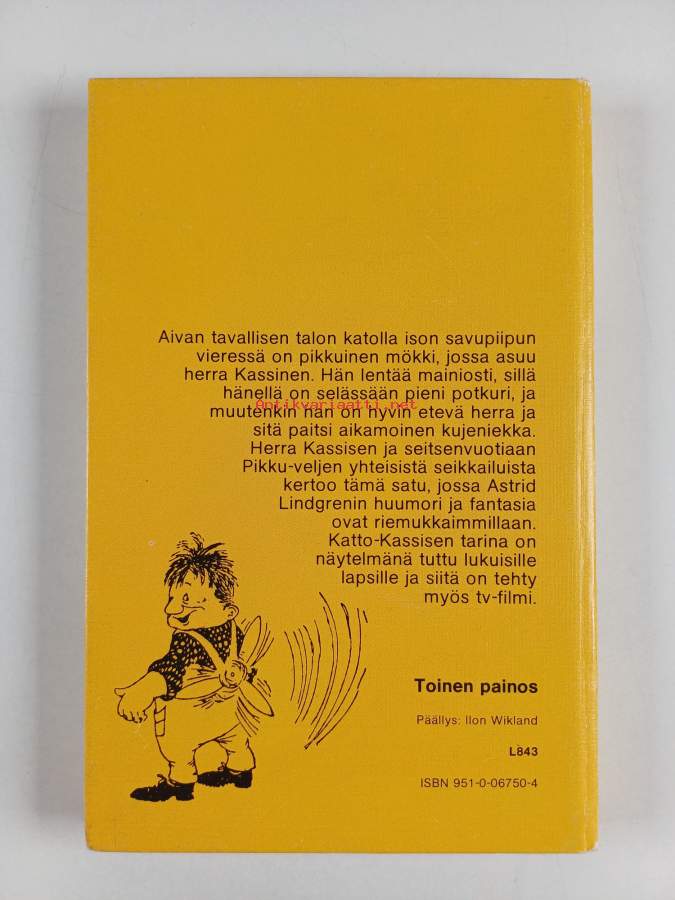 Aivan tavallisen talon katolla ison savupiipun
vieressä on pikkuinen mökki, jossa asuu
herra Kassinen. Hän lentää mainiosti, sillä
hänellä on selässään pieni potkuri, ja
Antikvariaatti.net
muutenkin hän on hyvin etevä herra ja
sitä paitsi aikamoinen kujeniekka.
Herra Kassisen ja seitsenvuotiaan
Pikku-veljen yhteisistä seikkailuista
kertoo tämä satu, jossa Astrid
Lindgrenin huumori ja fantasia
ovat riemukkaimmillaan.
Katto-Kassisen tarina on
näytelmänä tuttu lukuisille
lapsille ja siitä on tehty
myös tv-filmi.
Toinen painos
Päällys: Ilon Wikland
L843
ISBN 951-0-06750-4